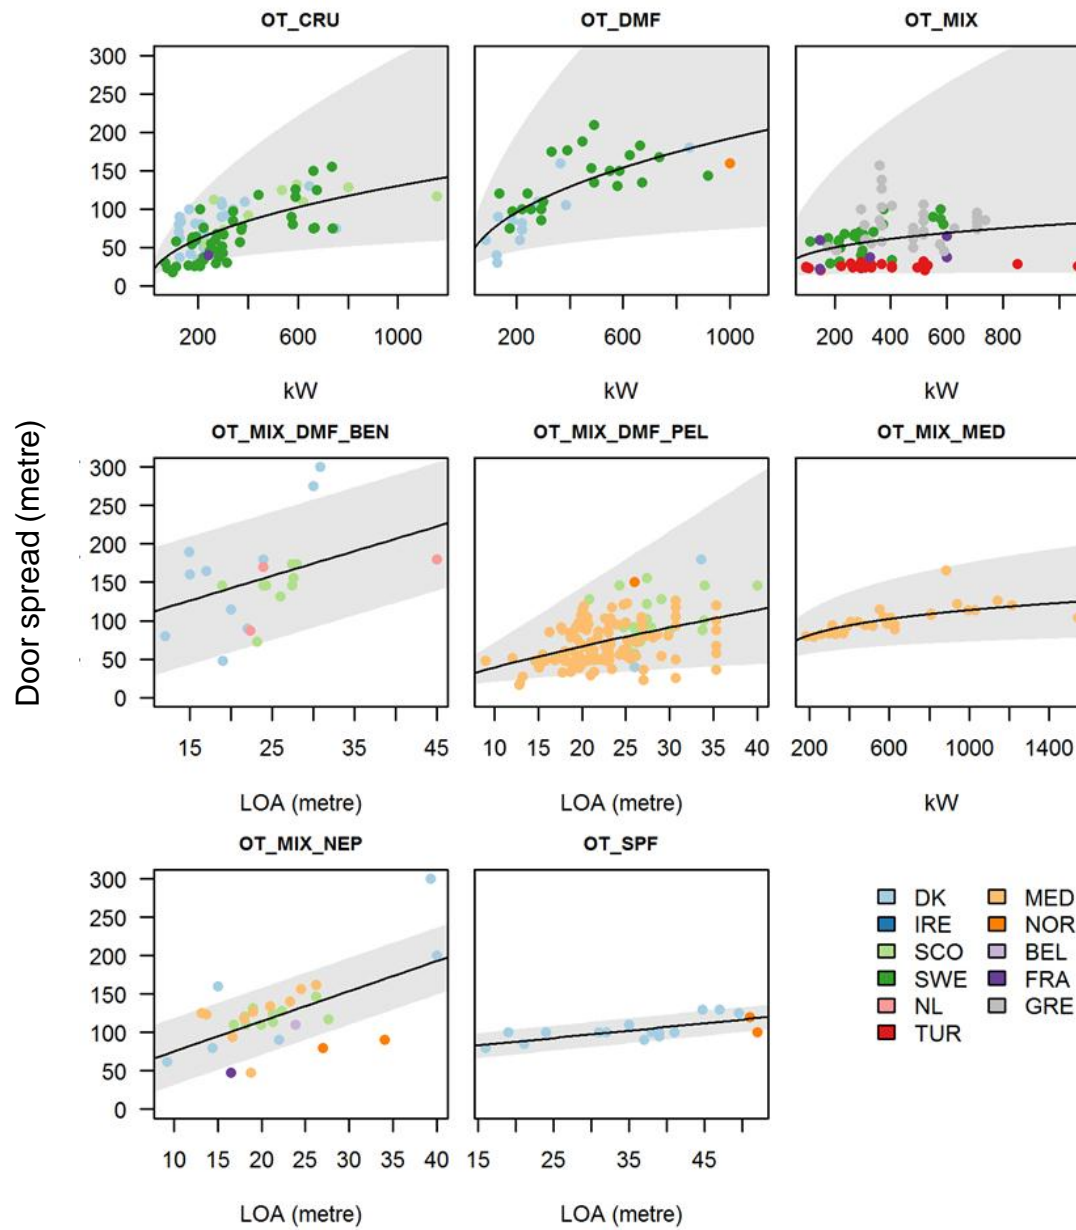 OT_CRU OT_DMF OT_MIX
300
250
200
150
100
50
0
200 600 1000 200 600 1000 200 400 600 800
kW kW kW
Door spread (metre)
OT_MIX_DMF_BEN OT_MIX_DMF_PEL OT_MIX_MED
300
250
200
150
100
50
0
15 25 35 45 10 15 20 25 30 35 40 200 600 1000 1400
LOA (metre) LOA (metre) kW
OT_MIX_NEP OT_SPF
300
250
200
150
100
50
0
10 15 20 25 30 35 40 15 25 35 45
LOA (metre) LOA (metre)
DK MED
IRE NOR
SCO BEL
SWE FRA
NL GRE
TUR